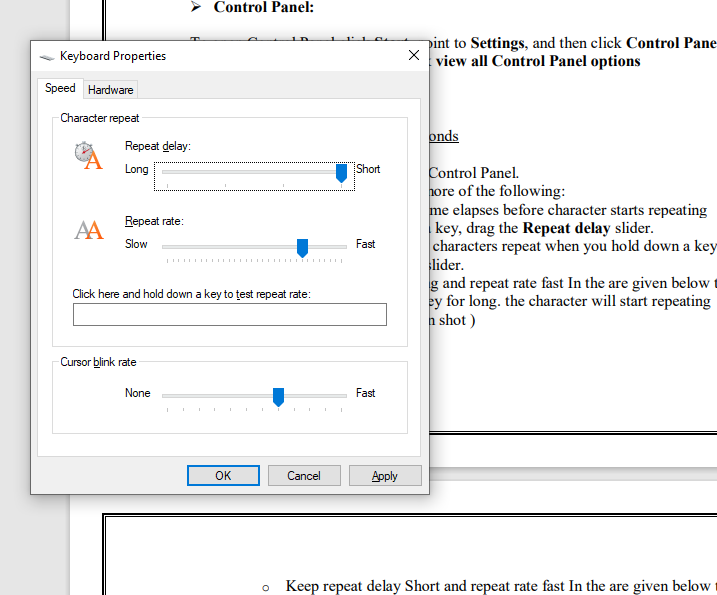 ➢ Control Panel:
point to Settings, and then click Control Pane
view all Control Panel options
Keyboard Properties
Speed
Hardware
Character repeat
Repeat delay:
Long
Short
Repeat rate:
Slow
Fast
Click here and hold down a key to test repeat rate:
Cursor blink rate
None
Fast
OK
Cancel
Apply
onds
Control Panel.
nore of the following:
me elapses before character starts repeating
key, drag the Repeat delay slider.
characters repeat when you hold down a key
slider.
g and repeat rate fast In the are given below t
ey for long. the character will start repeating
n shot )
o Keep repeat delay Short and repeat rate fast In the are given below t